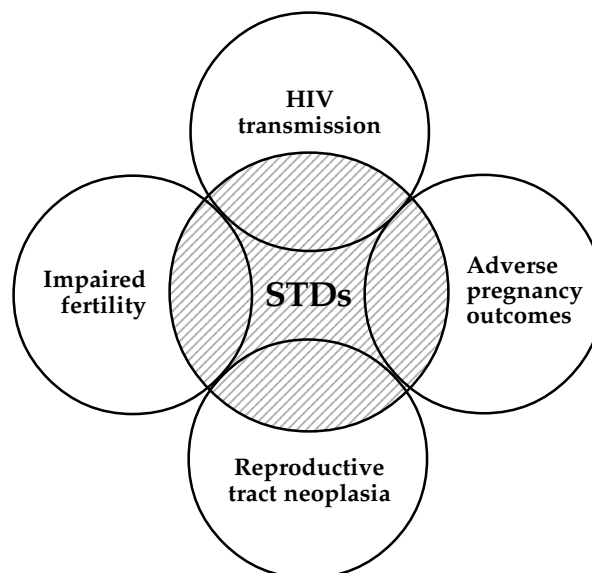 HIV
transmission
Impaired
fertility
STDs
Adverse
pregnancy
outcomes
Reproductive
tract neoplasia